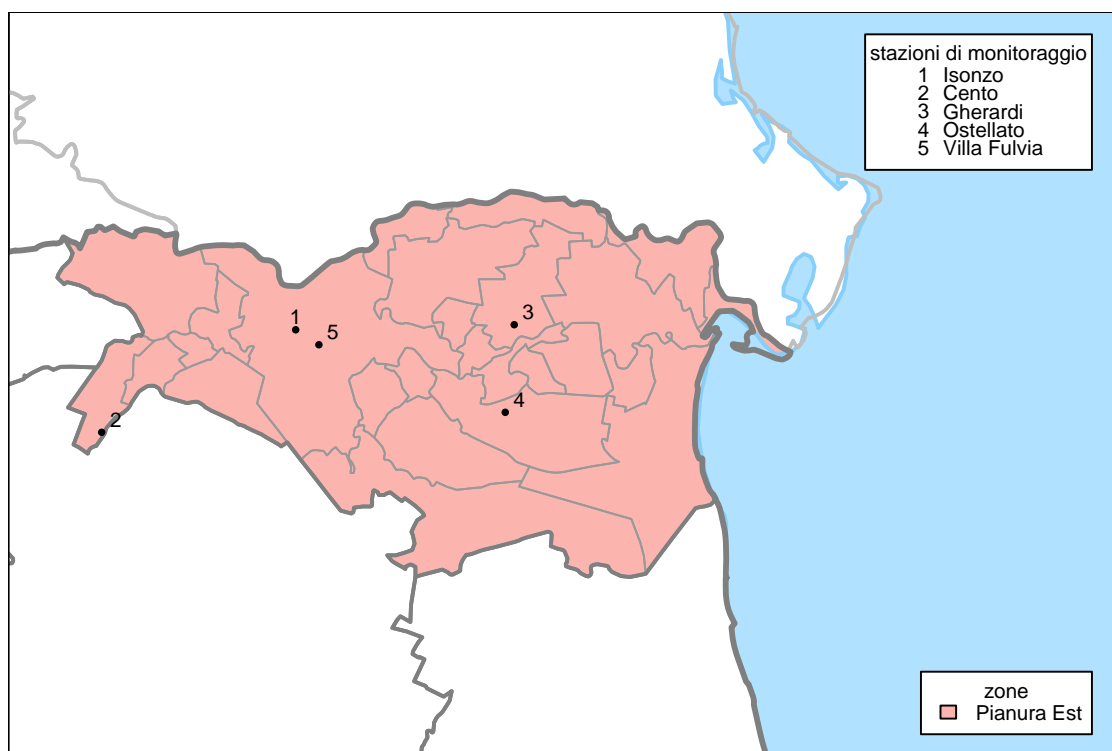 stazioni di monitoraggio
1 Isonzo
2 Cento
3 Gherardi
4 Ostellato
5 Villa Fulvia
3
1
5
4
2
zone
Pianura Est